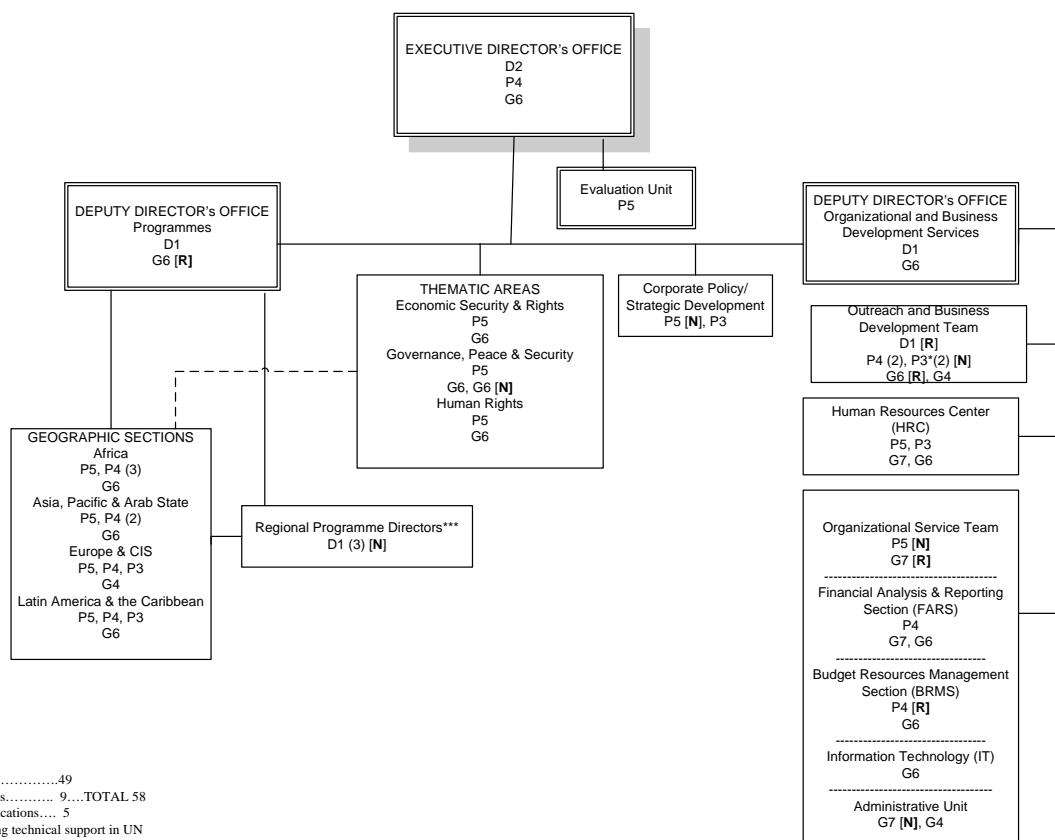 EXECUTIVE DIRECTOR's OFFICE
D2
P4
G6
Evaluation Unit
P5
DEPUTY DIRECTOR's OFFICE
Programmes
D1
G6 [R]
DEPUTY DIRECTOR's OFFICE
Organizational and Business
Development Services
D1
G6
THEMATIC AREAS
Economic Security & Rights
P5
G6
Governance, Peace & Security
P5
G6, G6 [N]
Human Rights
P5
G6
Corporate Policy/
Strategic Development
P5 [N], P3
Outreach and Business
Development Team
D1 [R]
P4 (2), P3*(2) [N]
G6 [R], G4
Human Resources Center
(HRC)
P5, P3
G7, G6
GEOGRAPHIC SECTIONS
Africa
P5, P4 (3)
G6
Asia, Pacific & Arab State
P5, P4 (2)
G6
Europe & CIS
P5, P4, P3
G4
Latin America & the Caribbean
P5, P4, P3
G6
Regional Programme Directors***
D1 (3) [N]
Organizational Service Team
P5 [N]
G7 [R]
---------------------------------------
Financial Analysis & Reporting
Section (FARS)
P4
G7, G6
----------------------------------
Budget Resources Management
Section (BRMS)
P4 [R]
G6
----------------------------------
Information Technology (IT)
G6
-------------------------------------
Administrative Unit
G7 [N], G4
………….49
s………. 9….TOTAL 58
cations…. 5
ng technical support in UN